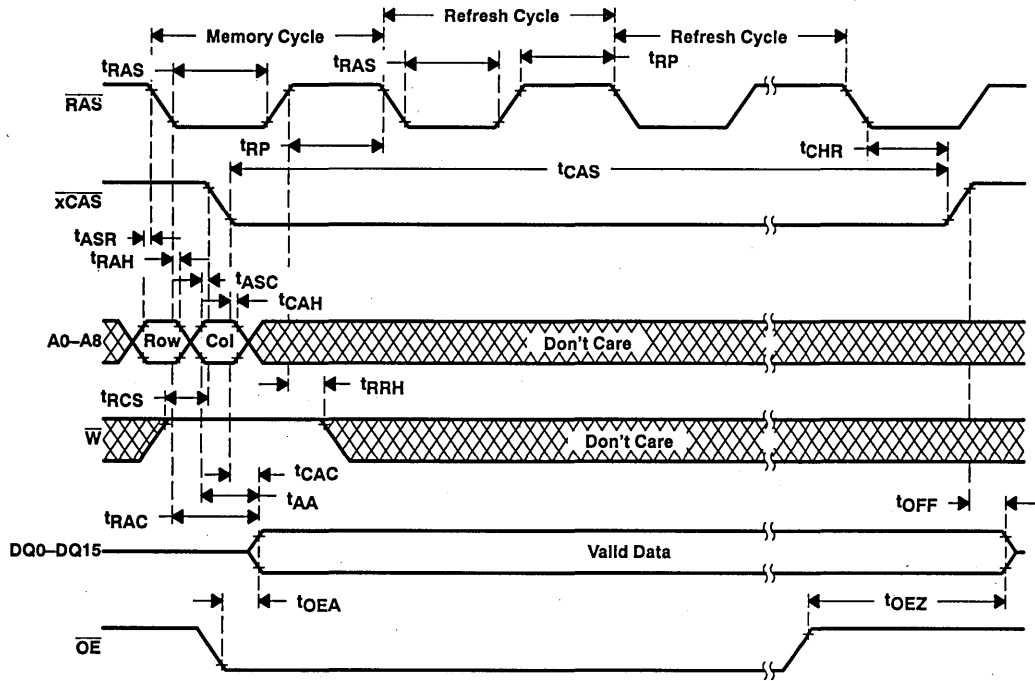 Refresh Cycle
Memory Cycle
Refresh Cycle
tRAS
tRAS
tRP
RAS
tRP
tCHR
tCAS
xCAS
tASR
tRAH
tASC
tCAH
A0–A8
Row
Col
Don't Care
tRRH
tRCS
W
Don't Care
tCAC
tAA
tOFF
tRAC
DQ0–DQ15
Valid Data
tOEA
tOEZ
OE